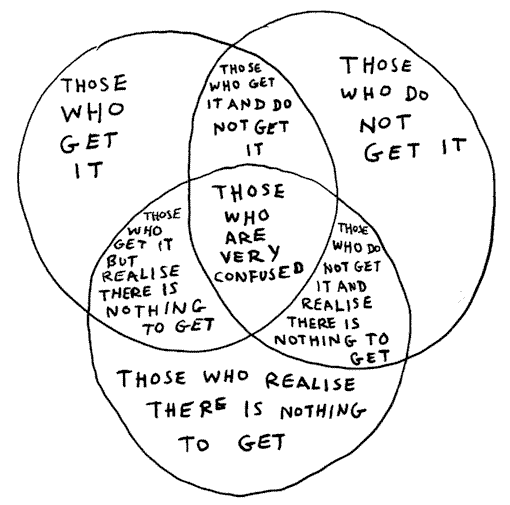 THOSE
WHO
GET
IT
THOSE
WHO GET
IT AND DO
NOT GET
IT
THOSE
WHO DO
NOT
GET IT
THOSE
WHO
GET IT
BUT
REALISE
THERE IS
NOTHING
TO GET
THOSE
WHO
ARE
VERY
CONFUSED
THOSE
WHO DO
NOT GET
IT AND
REALISE
THERE IS
NOTHING TO
GET
THOSE WHO REALISE
THERE IS NOTHING
TO GET